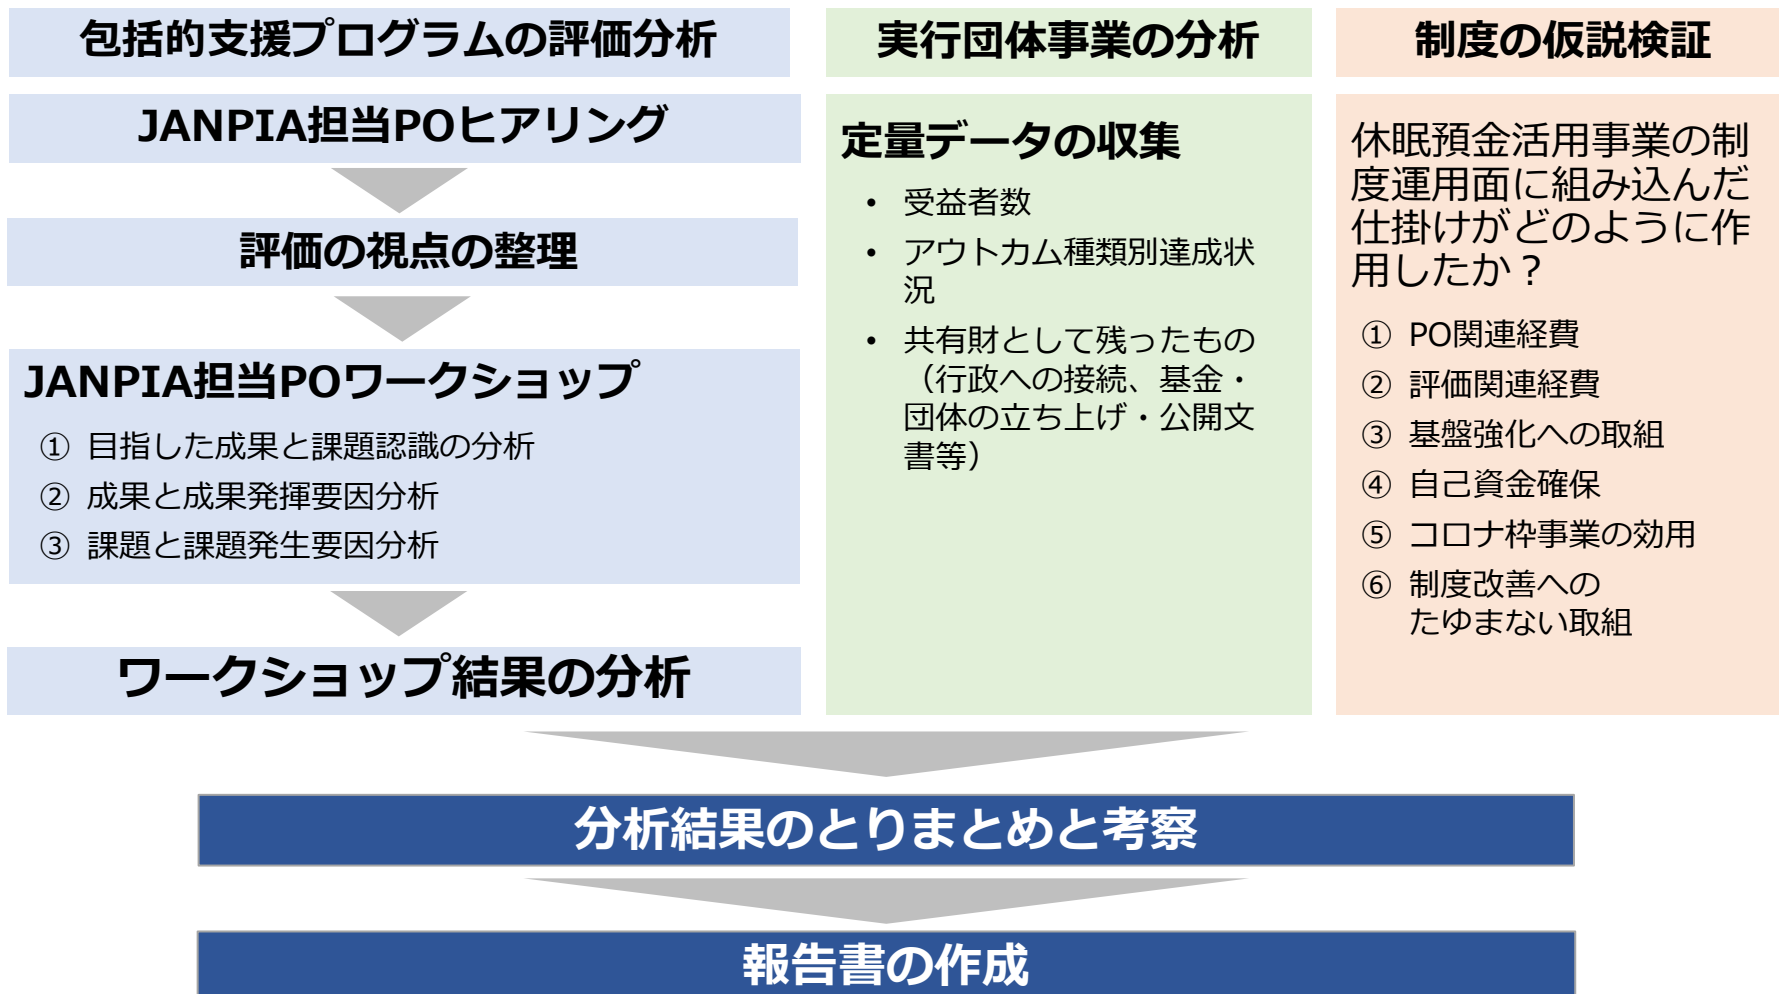 包括的支援プログラムの評価分析
JANPIA担当POヒアリング
評価の視点の整理
JANPIA担当POワークショップ
① 目指した成果と課題認識の分析
② 成果と成果発揮要因分析
③ 課題と課題発生要因分析
ワークショップ結果の分析
実行団体事業の分析
定量データの収集
• 受益者数
• アウトカム種類別達成状
況
• 共有財として残ったもの
（行政への接続、基金・
団体の立ち上げ・公開文
書等）
制度の仮説検証
休眠預金活用事業の制
度運用面に組み込んだ
仕掛けがどのように作
用したか？
① PO関連経費
② 評価関連経費
③ 基盤強化への取組
④ 自己資金確保
⑤ コロナ枠事業の効用
⑥ 制度改善への
たゆまない取組
分析結果のとりまとめと考察
報告書の作成